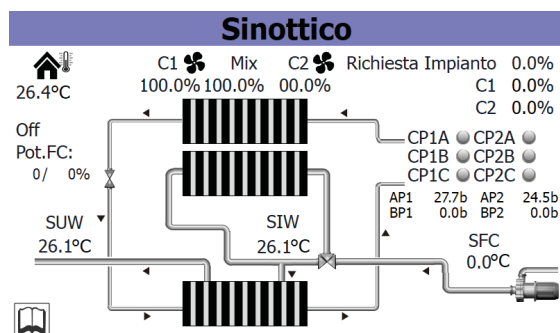 Sinottico
C1 Mix C2 Richiesta Impianto 0.0%
26.4°C 100.0% 100.0% 00.0% C1 0.0%
C2 0.0%
Off
CP1A CP2A
Pot.FC: CP1B CP2B
0/ 0% CP1C CP2C
AP1 27.7b AP2 24.5b
BP1 0.0b BP2 0.0b
SUW SIW SFC
26.1°C 26.1°C 0.0°C